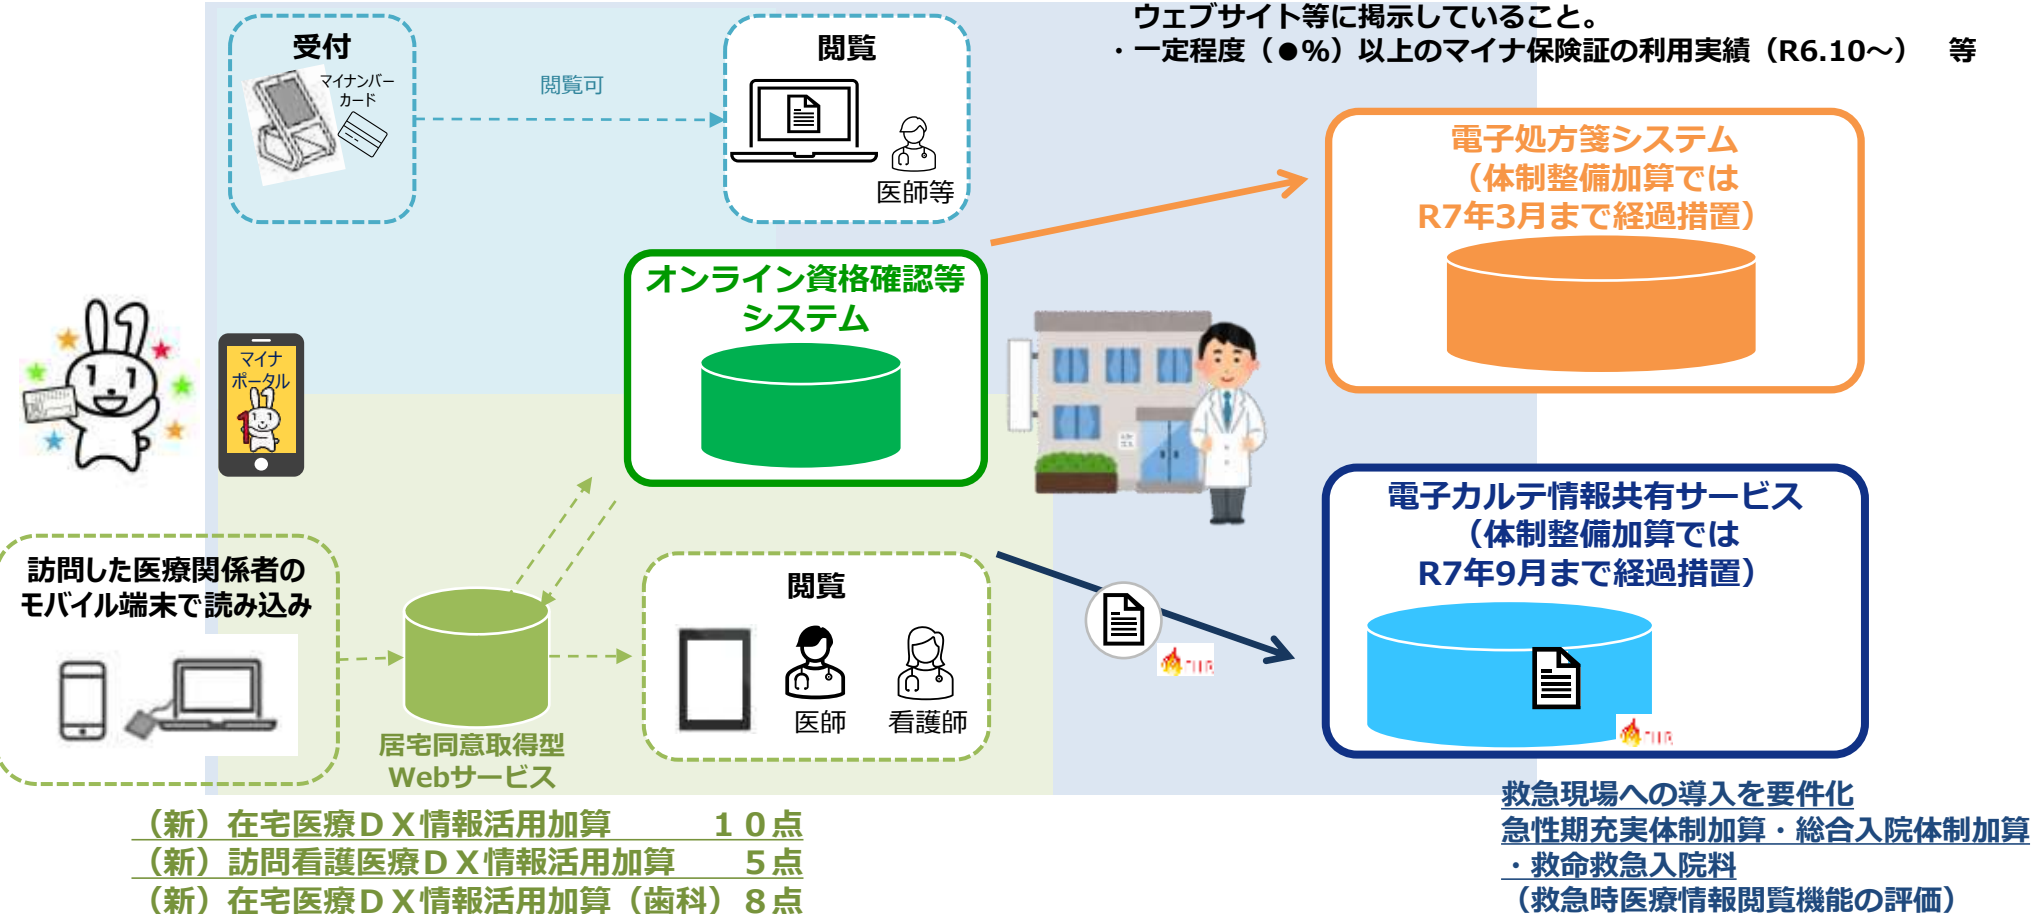 ウェブサイト等に掲示していること。
・一定程度（●％）以上のマイナ保険証の利用実績（R6.10～）　等
受付
マイナンバー
カード
閲覧可
閲覧
医師等
電子処方箋システム
（体制整備加算では
R7年3月まで経過措置）
オンライン資格確認等
システム
マイナ
ポータル
電子カルテ情報共有サービス
（体制整備加算では
R7年9月まで経過措置）
訪問した医療関係者の
モバイル端末で読み込み
居宅同意取得型
Webサービス
閲覧
医師
看護師
（新）在宅医療ＤＸ情報活用加算　　　１０点
（新）訪問看護医療ＤＸ情報活用加算　　５点
（新）在宅医療ＤＸ情報活用加算（歯科）８点
救急現場への導入を要件化
急性期充実体制加算・総合入院体制加算
・救命救急入院料
（救急時医療情報閲覧機能の評価）